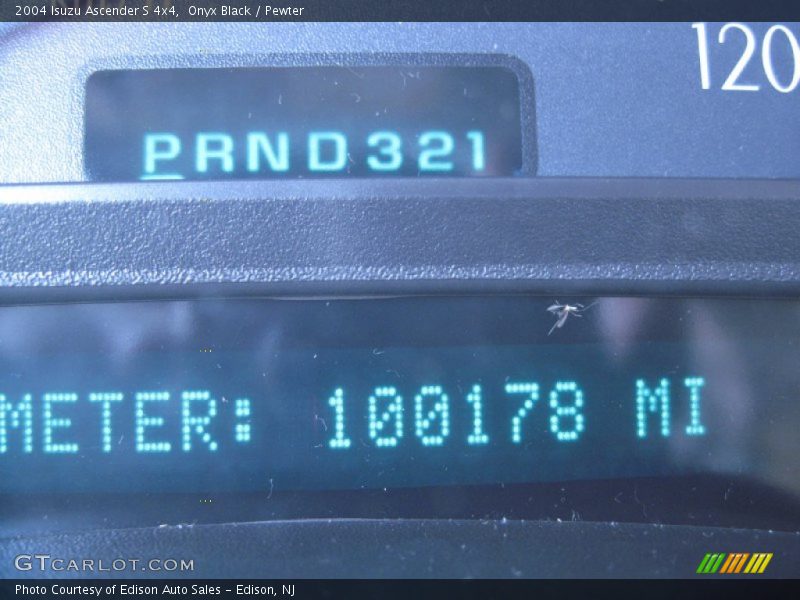 2004 Isuzu Ascender S 4x4, Onyx Black / Pewter
120
PRND321
METER: 100178 MI
GTCARLOT.COM
Photo Courtesy of Edison Auto Sales - Edison, NJ